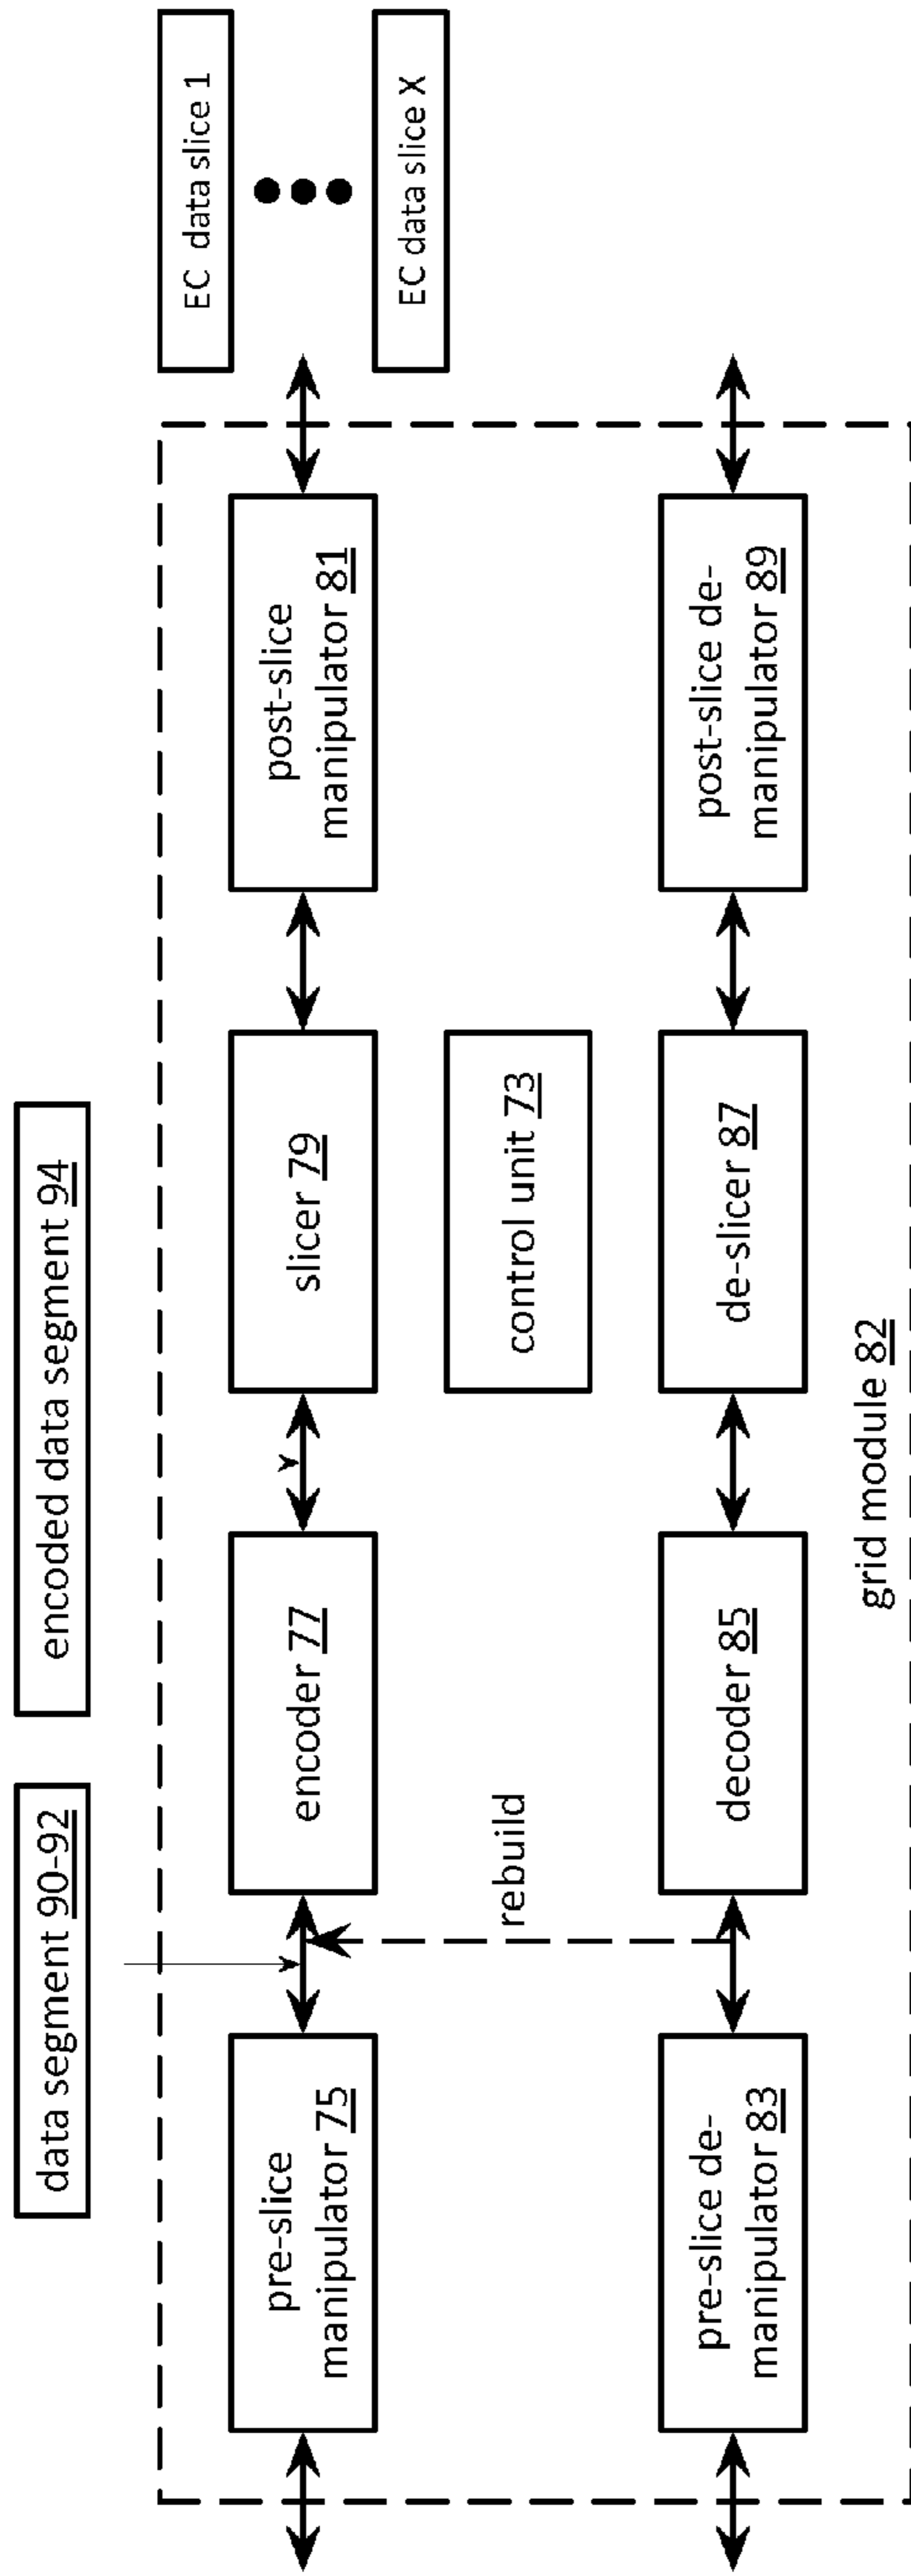 data segment 90-92
encoded data segment 94
EC data slice 1
EC data slice X
pre-slice
manipulator 75
encoder 77
slicer 79
post-slice
manipulator 81
rebuild
control unit 73
pre-slice de-
manipulator 83
decoder 85
de-slicer 87
post-slice de-
manipulator 89
grid module 82